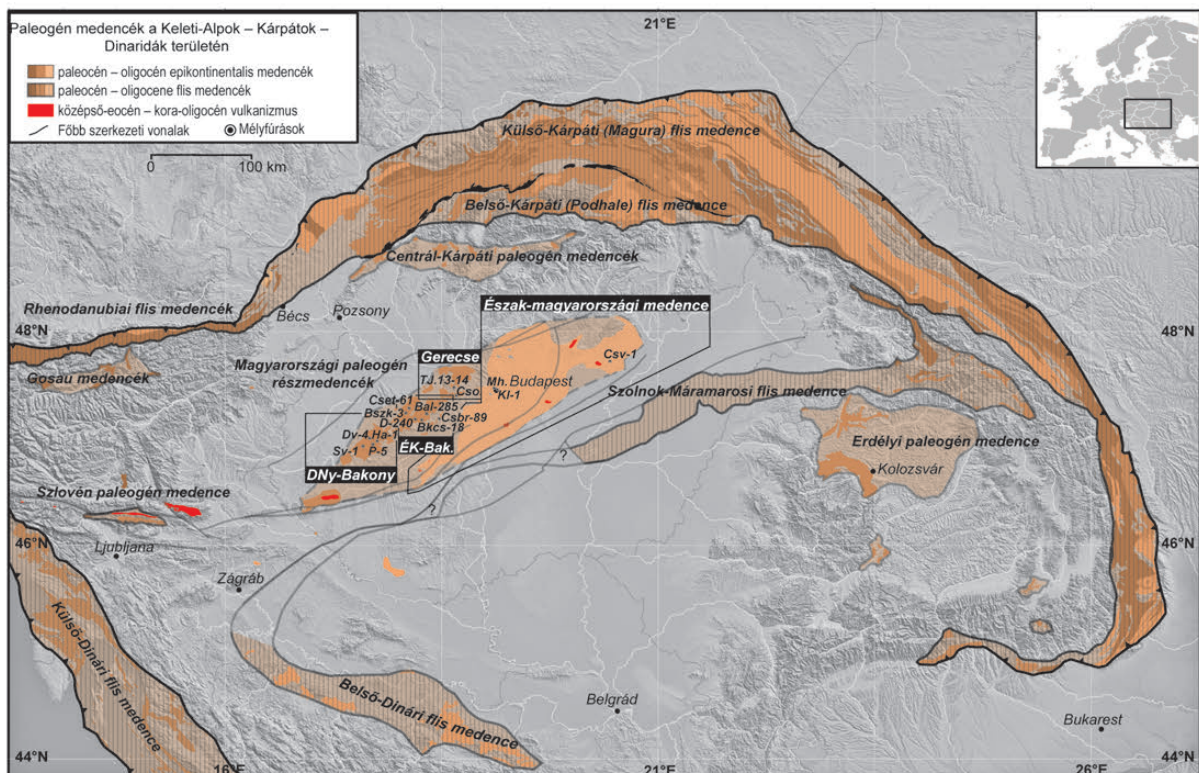 Paleogén medencék a Keleti-Alpok – Kárpátok –
Dinaridák területén
paleocén – oligocén epikontinentalis medencék
paleocén – oligocene flis medencék
középső-eocén – kora-oligocén vulkanizmus
Főbb szerkezeti vonalak
Mélyfúrások
0 100 km
21°E
Külső-Kárpáti (Magura) flis medence
Belső-Kárpáti (Podhale) flis medence
Centrál-Kárpáti paleogén medencék
Rhenodanubiai flis medencék
Bécs
Pozsony
48°N
48°N
Észak-magyarországi medence
Gosau medencék
Magyarországi paleogén
részmedencék
Gerecse
Csv-1
TJ.13-14
Cso
Mh.
Budapest
Kl-1
Szolnok-Máramarosi flis medence
Cset-61
Bszk-3
Bal-285
D-240
Csbr-89
Bkcs-18
Dv-4.
Ha-1
Sv-1
P-5
ÉK-Bak.
DNy-Bakony
?
?
Erdélyi paleogén medence
Kolozsvár
Szlovén paleogén medence
Ljubljana
46°N
46°N
Zágráb
Külső-Dinári flis medence
Belső-Dinári flis medence
Belgrád
Bukarest
44°N
16°E
21°E
26°E
44°N